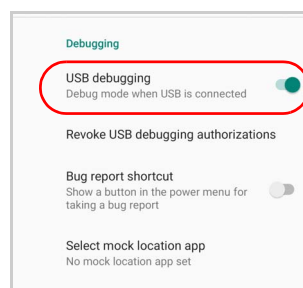 Debugging
USB debugging
Debug mode when USB is connected
Revoke USB debugging authorizations
Bug report shortcut
Show a button in the power menu for
taking a bug report
Select mock location app
No mock location app set